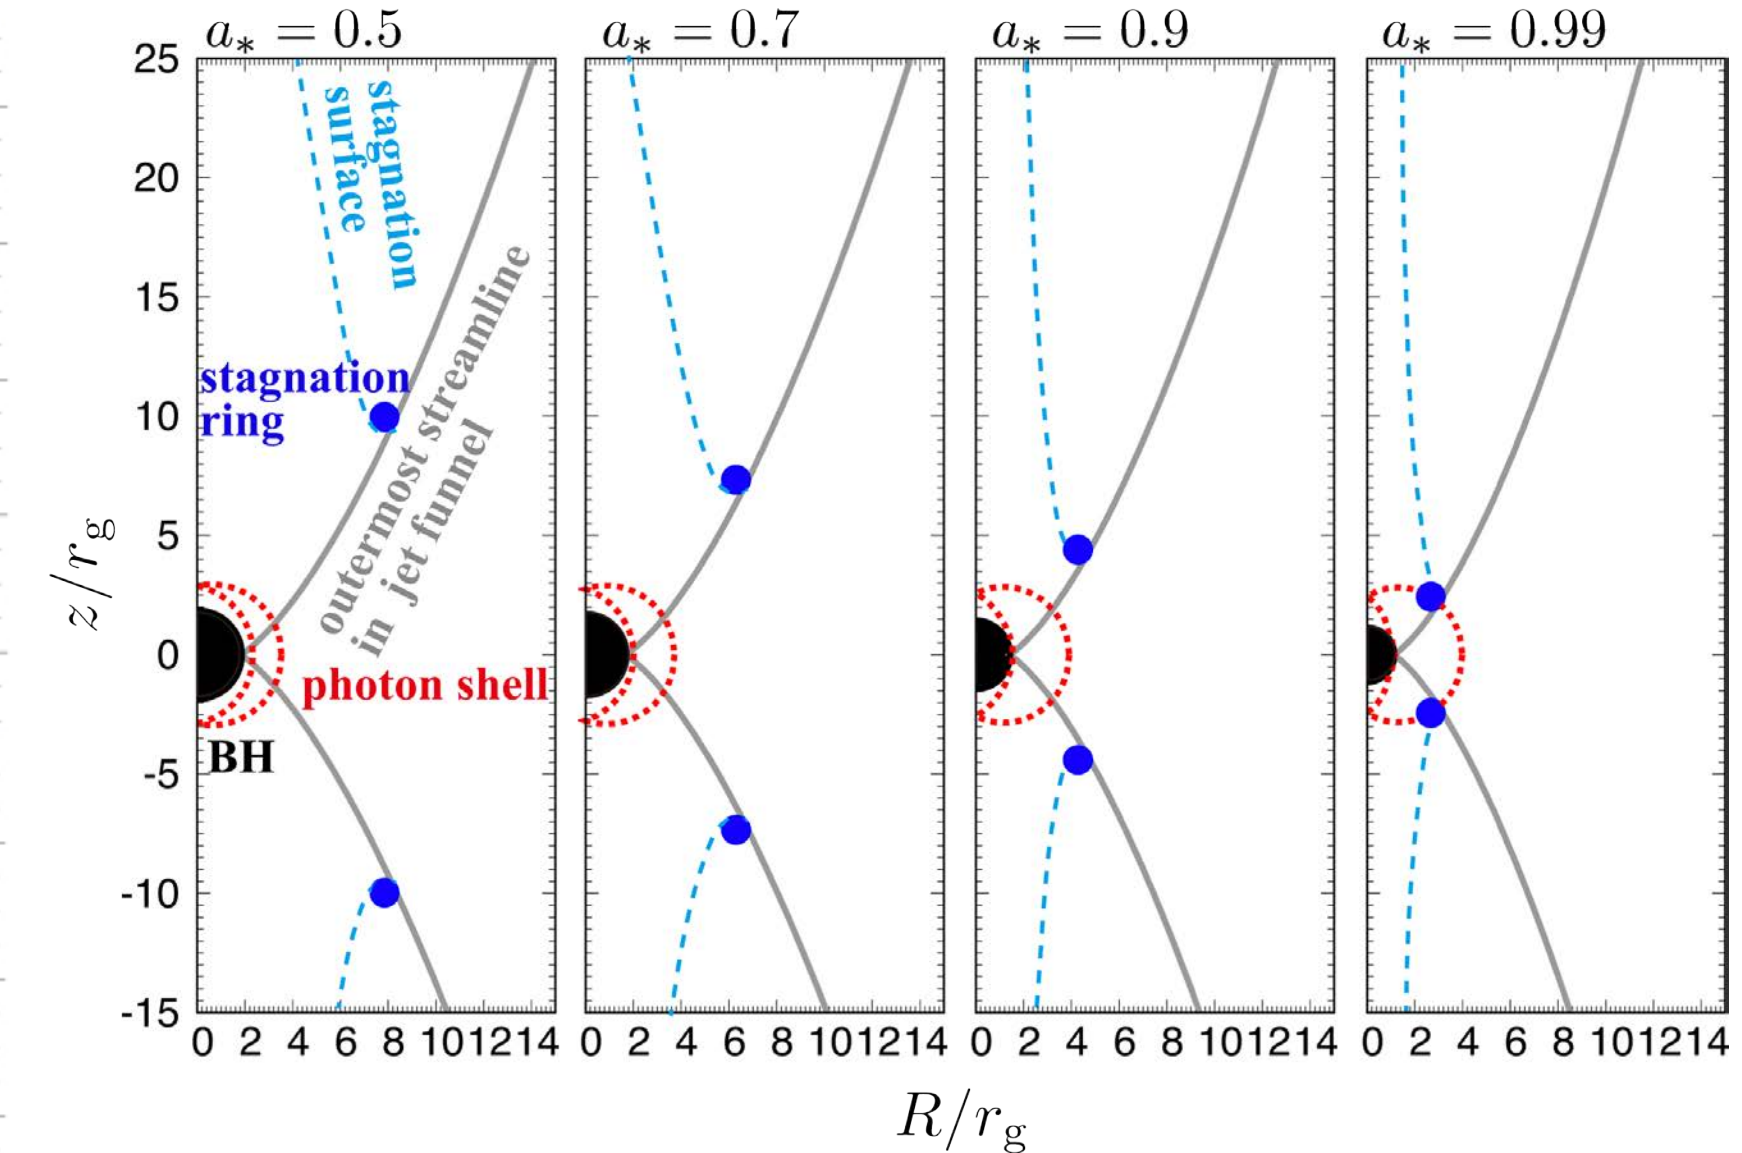 a* = 0.5
a* = 0.7
a* = 0.9
a* = 0.99
25
20
15
10
5
0
-5
-10
-15
z/r_g
stagnation
surface
stagnation
ring
outermost streamline
in jet funnel
photon shell
BH
0 2 4 6 8 10 12 14
0 2 4 6 8 10 12 14
0 2 4 6 8 10 12 14
0 2 4 6 8 10 12 14
R/r_g